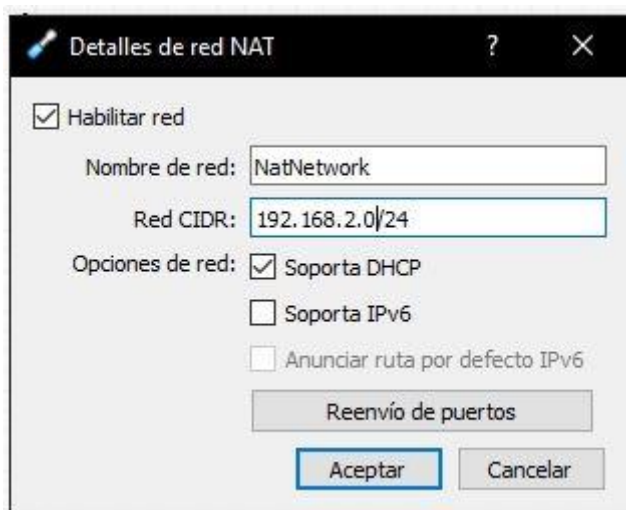 Detalles de red NAT ? ×
Habilitar red
Nombre de red: NatNetwork
Red CIDR: 192.168.2.0/24
Opciones de red: Soporta DHCP
Soporta IPv6
Anunciar ruta por defecto IPv6
Reenvío de puertos
Aceptar Cancelar